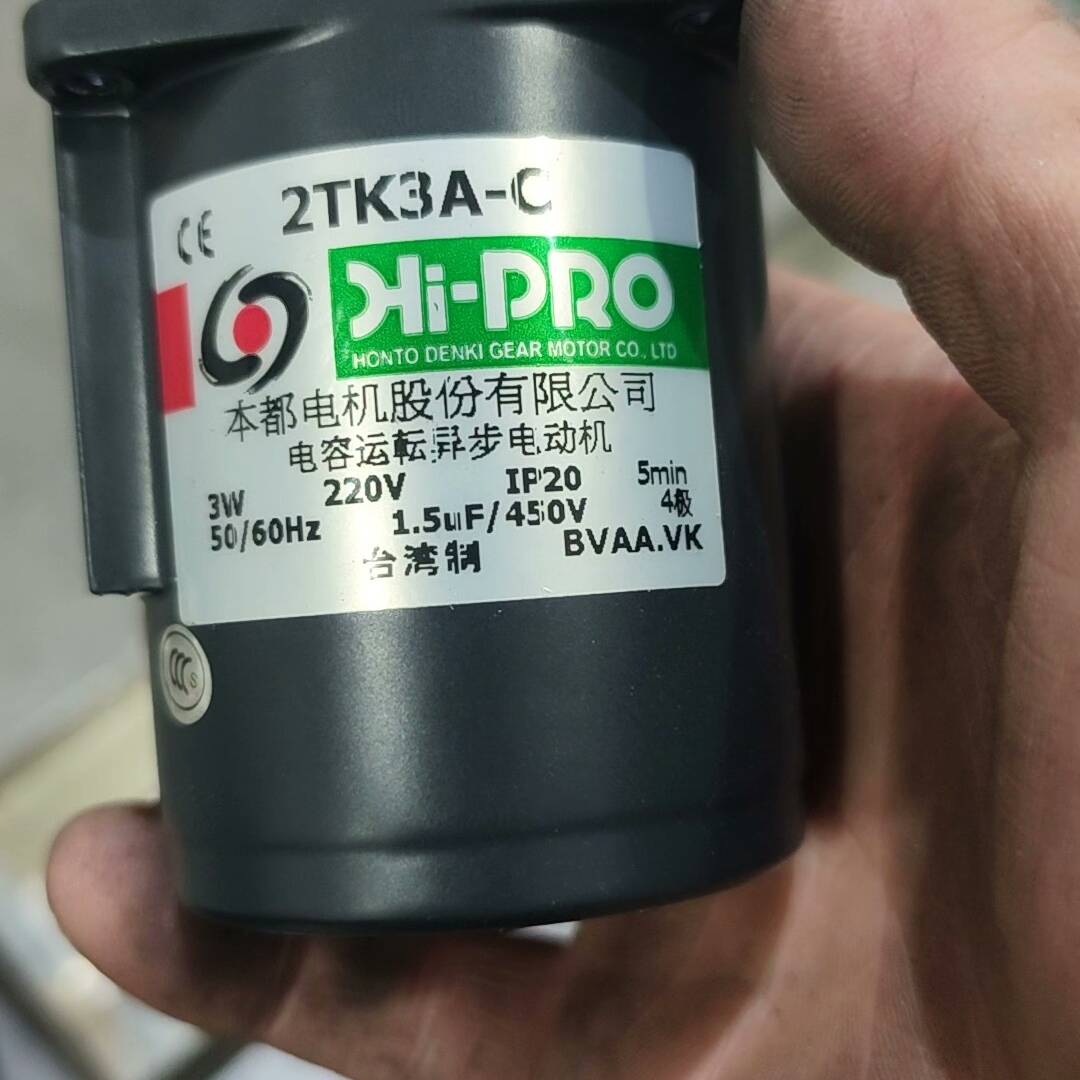 2TK3A-C
CE
Hi-PRO
HONTO DENKI GEAR MOTOR CO., LTD
本都电机股份有限公司
电容运転异步电动机
3W 220V IP20 5min
50/60Hz 1.5uF/450V 4极
台湾制 BVAA.VK
CCC S